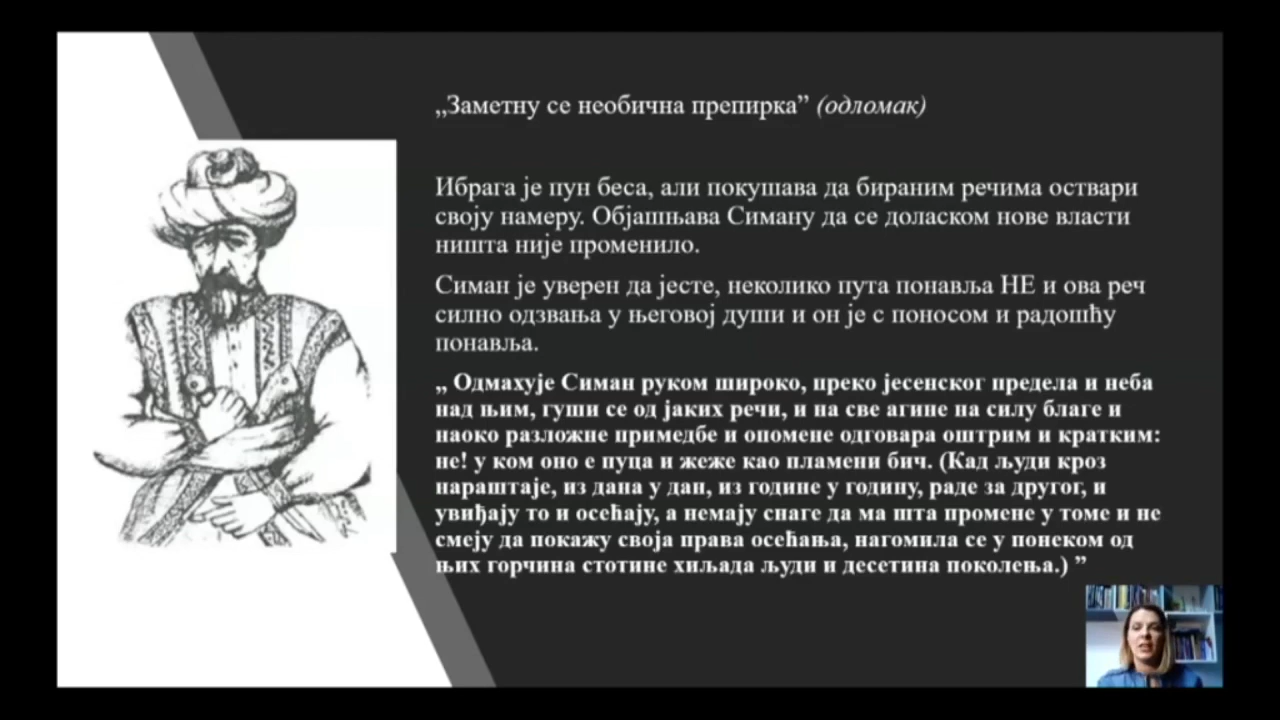 „Заметну се необична препирка” (одломак)
Ибрага је пун беса, али покушава да бираним речима оствари
своју намеру. Објашњава Симану да се доласком нове власти
ништа није променило.
Симан је уверен да јесте, неколико пута понавља НЕ и ова реч
силно одзвања у његовој души и он је с поносом и радошћу
понавља.
„ Одмахује Симан руком широко, преко јесенског предела и неба
над њим, гуши се од јаких речи, и на све агине на силу благе и
наоко разложне примедбе и опомене одговара оштрим и кратким:
не! у ком оно е пуца и жеже као пламени бич. (Кад људи кроз
нараштаје, из дана у дан, из године у годину, раде за другог, и
увиђају то и осећају, а немају снаге да ма шта промене у томе и не
смеју да покажу своја права осећања, нагомила се у понеком од
њих горчина стотине хиљада људи и десетина поколења.) ”